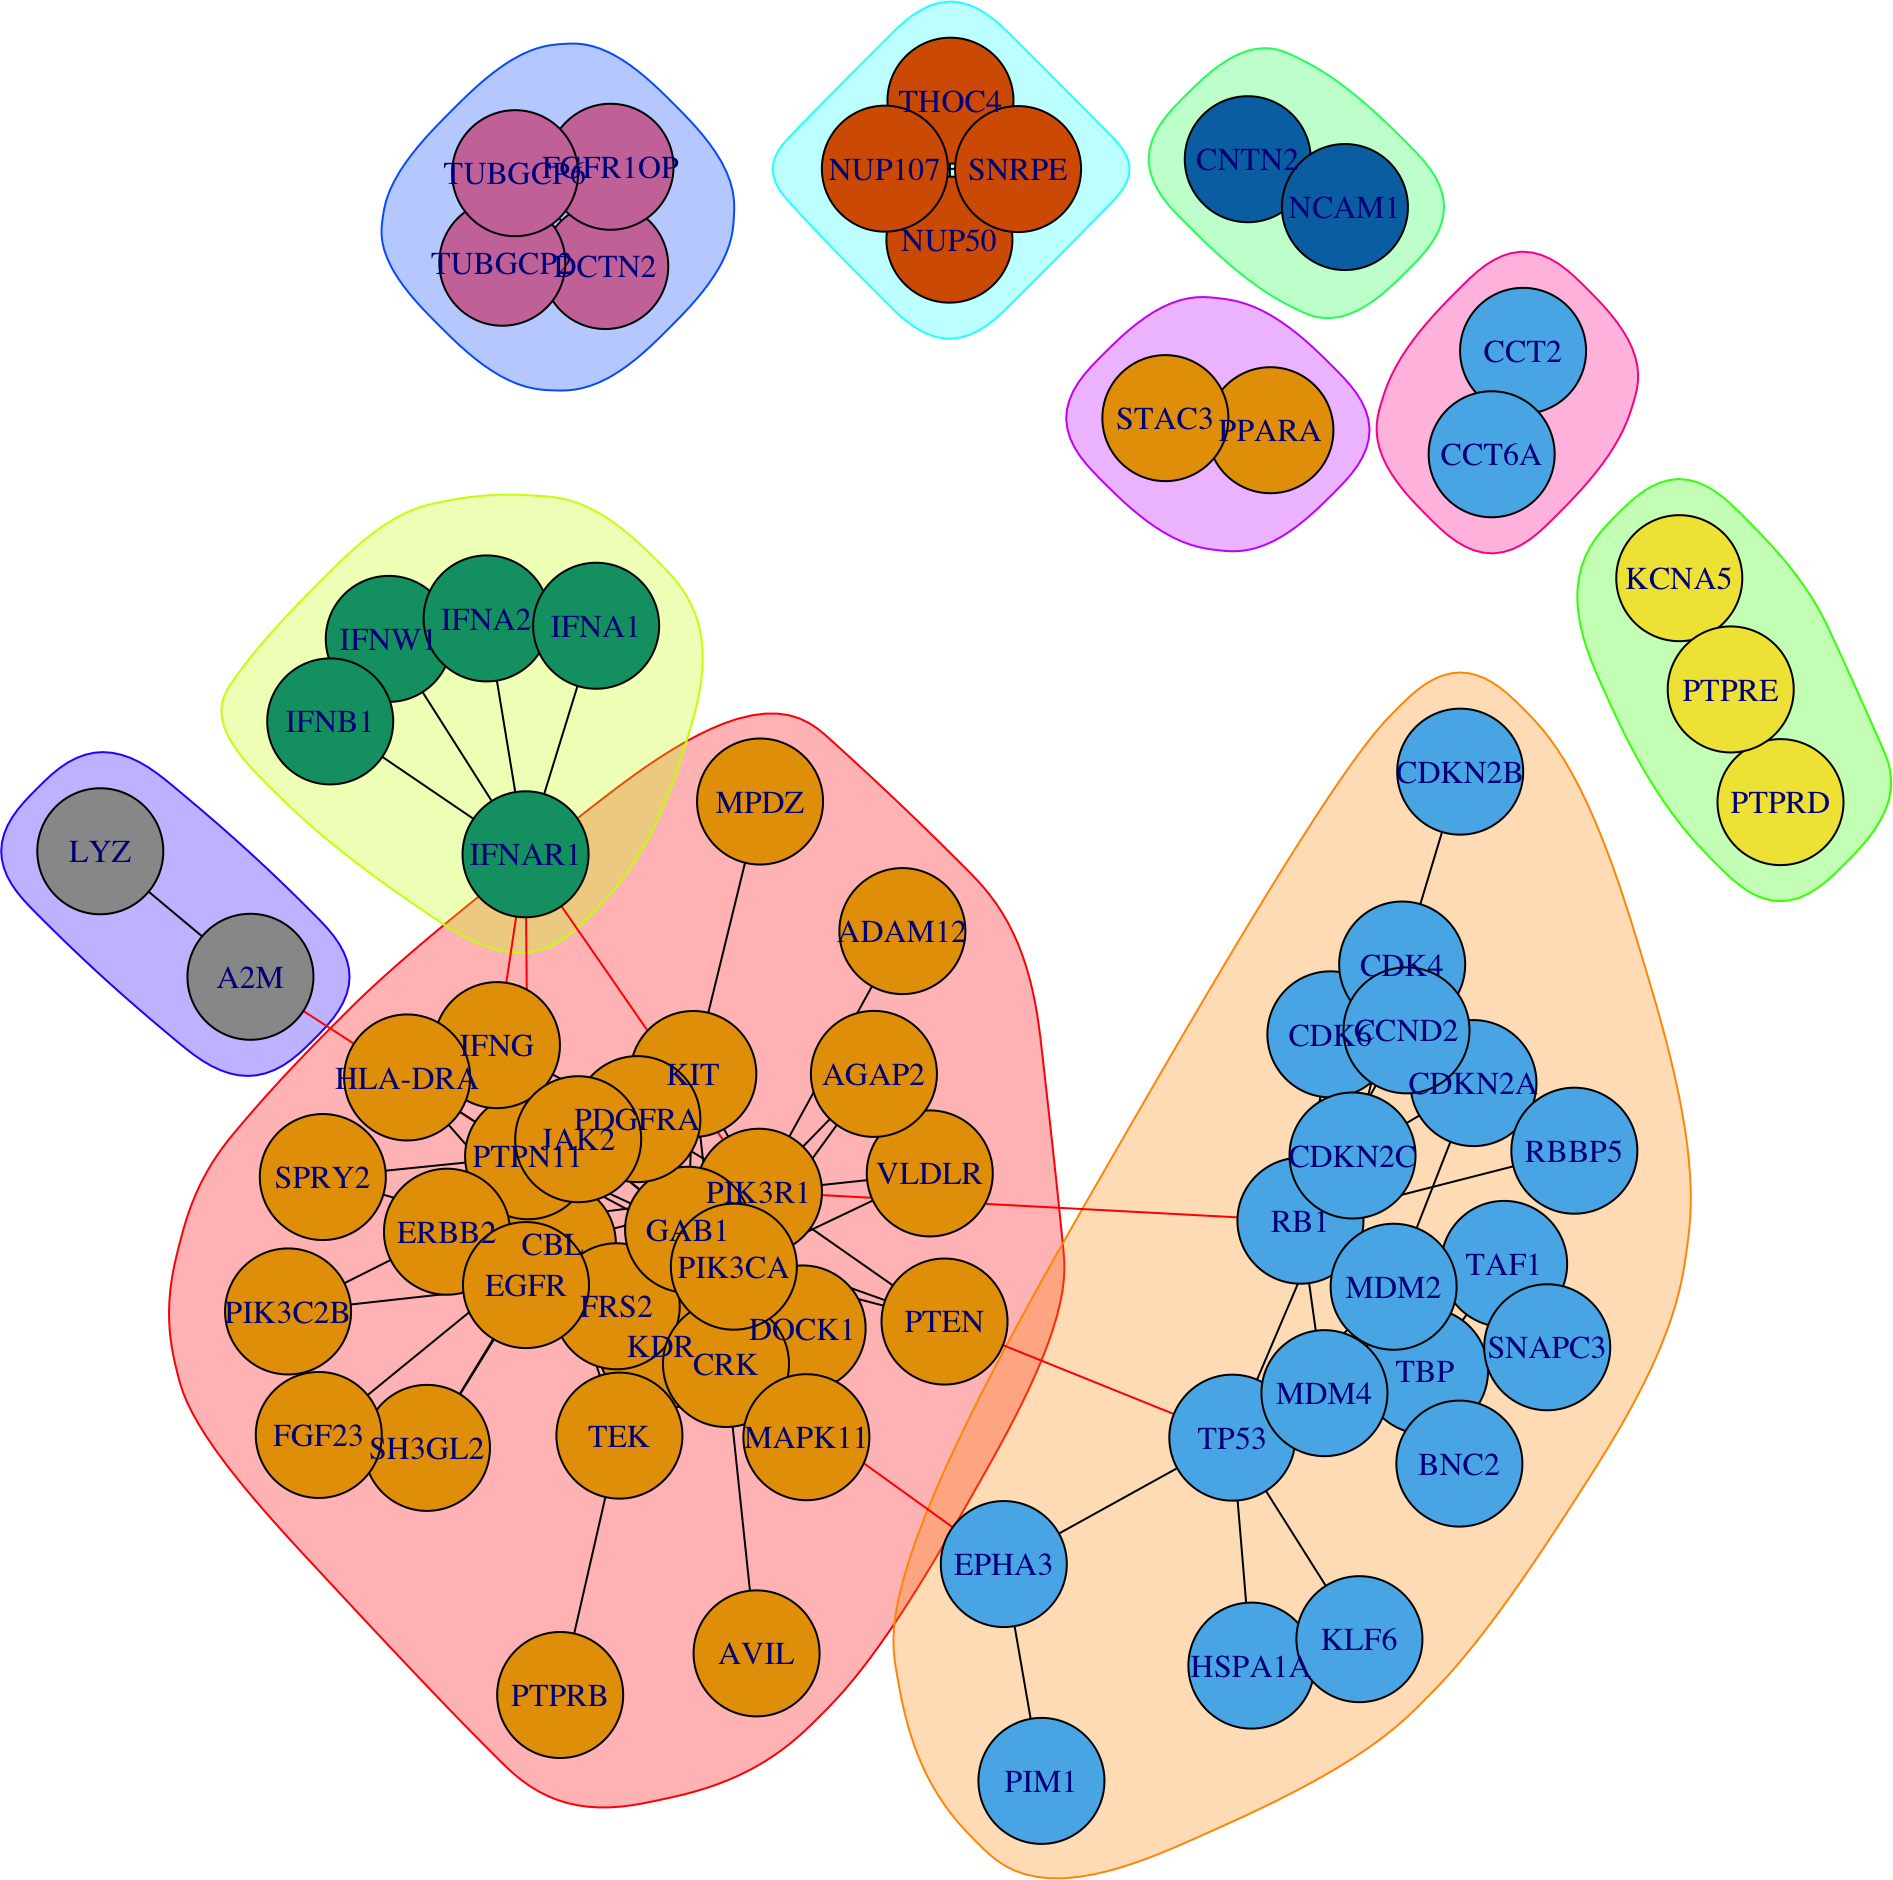 THOC4
NUP107
SNRPE
NUP50
TUBGCP6
FGFR1OP
TUBGCP2
DCTN2
CNTN2
NCAM1
CCT2
CCT6A
STAC3
PPARA
KCNA5
PTPRE
PTPRD
IFNW1
IFNA2
IFNA1
IFNB1
IFNAR1
LYZ
A2M
MPDZ
ADAM12
IFNG
HLA-DRA
KIT
AGAP2
PDGFRA
JAK2
PTPN11
SPRY2
VLDLR
PIK3R1
ERBB2
GAB1
CBL
PIK3CA
EGFR
FRS2
PIK3C2B
KDR
DOCK1
PTEN
CRK
FGF23
SH3GL2
TEK
MAPK11
AVIL
PTPRB
CDKN2B
CDK4
CDK6
CCND2
CDKN2A
CDKN2C
RBBP5
RB1
TAF1
MDM2
SNAPC3
TBP
MDM4
TP53
BNC2
EPHA3
HSPA1A
KLF6
PIM1